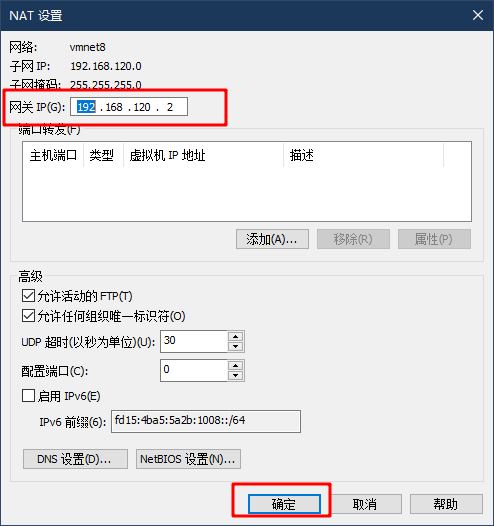 NAT 设置
网络: vmnet8
子网 IP: 192.168.120.0
子网掩码: 255.255.255.0
网关 IP(G): 192 . 168 . 120 . 2
端口转发(F)
主机端口 类型 虚拟机 IP 地址 描述
添加(A)... 移除(R) 属性(P)
高级
允许活动的 FTP(T)
允许任何组织唯一标识符(O)
UDP 超时(以秒为单位)(U): 30
配置端口(C): 0
启用 IPv6(E)
IPv6 前缀(6): fd15:4ba5:5a2b:1008::/64
DNS 设置(D)... NetBIOS 设置(N)...
确定 取消 帮助